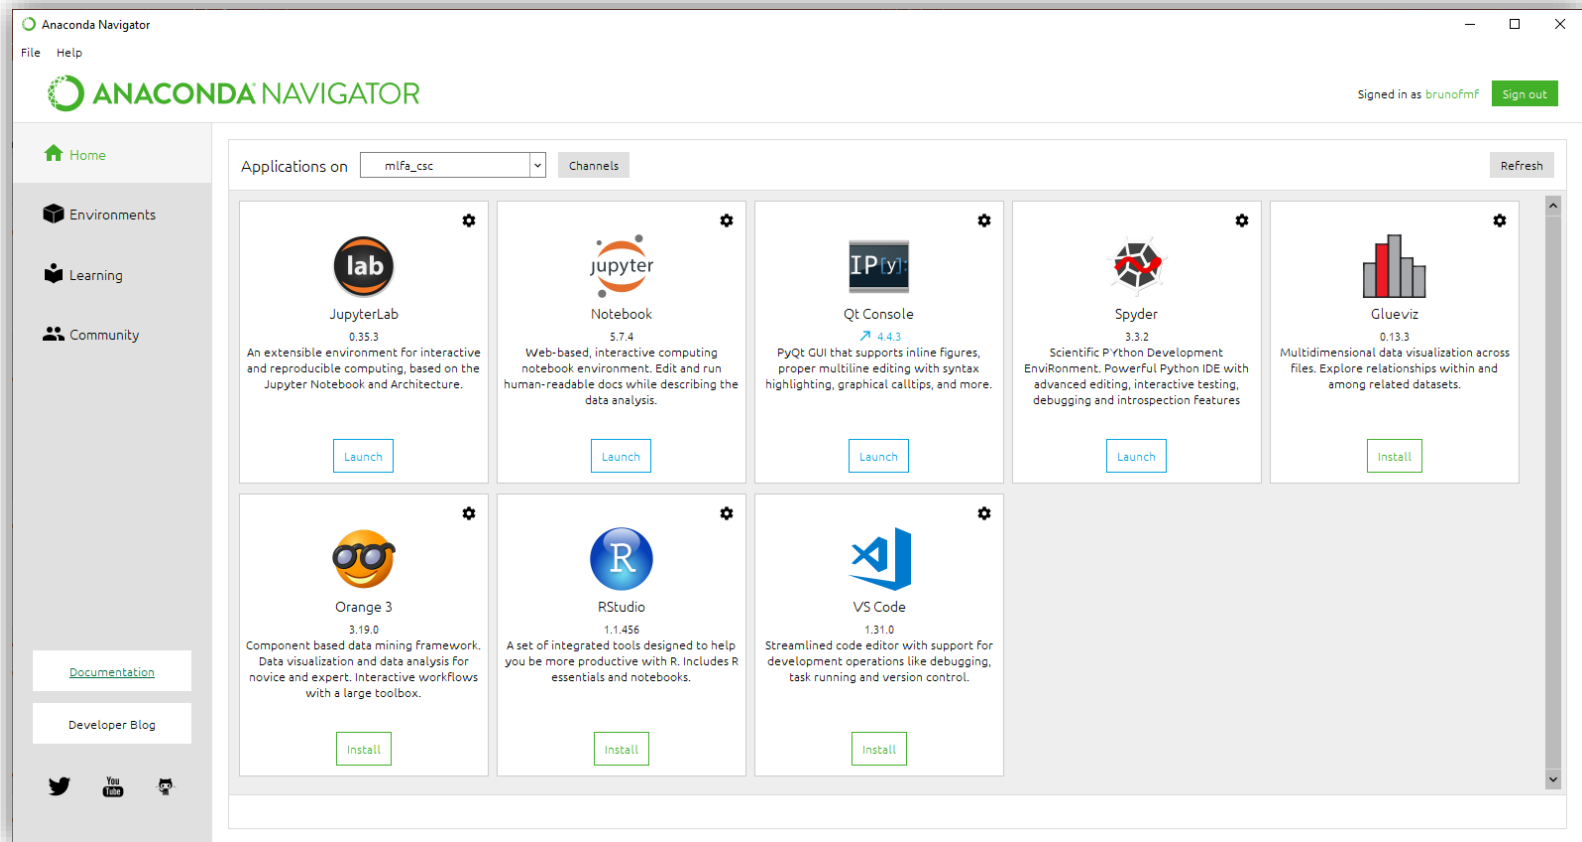 Anaconda Navigator
File Help
ANACONDA NAVIGATOR
Signed in as brunofmf Sign out
Home
Environments
Learning
Community
Documentation
Developer Blog
You
Tube
Applications on mlfa_csc Channels Refresh
lab
JupyterLab
0.35.3
An extensible environment for interactive
and reproducible computing, based on the
Jupyter Notebook and Architecture.
Launch
jupyter
Notebook
5.7.4
Web-based, interactive computing
notebook environment. Edit and run
human-readable docs while describing the
data analysis.
Launch
IP[y]:
Qt Console
4.4.3
PyQt GUI that supports inline figures,
proper multiline editing with syntax
highlighting, graphical calltips, and more.
Launch
Spyder
3.3.2
Scientific PYthon Development
EnviRonment. Powerful Python IDE with
advanced editing, interactive testing,
debugging and introspection features
Launch
Glueviz
0.13.3
Multidimensional data visualization across
files. Explore relationships within and
among related datasets.
Install
Orange 3
3.19.0
Component based data mining framework.
Data visualization and data analysis for
novice and expert. Interactive workflows
with a large toolbox.
Install
R
RStudio
1.1.456
A set of integrated tools designed to help
you be more productive with R. Includes R
essentials and notebooks.
Install
VS Code
1.31.0
Streamlined code editor with support for
development operations like debugging,
task running and version control.
Install